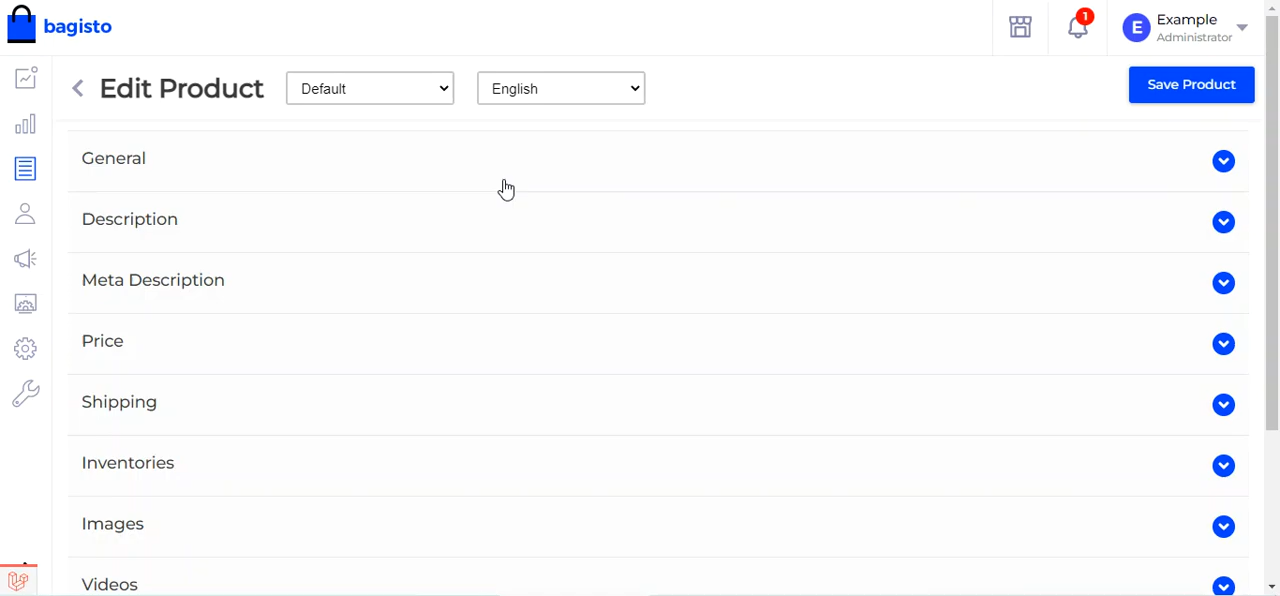 bagisto
1
E
Example
Administrator
Edit Product
Default
English
Save Product
General
Description
Meta Description
Price
Shipping
Inventories
Images
Videos